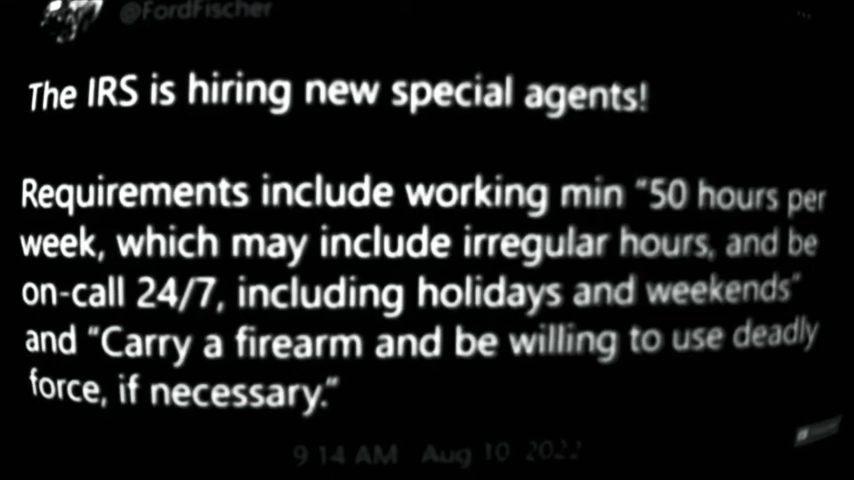 @FordFischer
The IRS is hiring new special agents!
Requirements include working min “50 hours per
week, which may include irregular hours, and be
on-call 24/7, including holidays and weekends”
and “Carry a firearm and be willing to use deadly
force, if necessary.”
9 14 AM Aug 10 2022